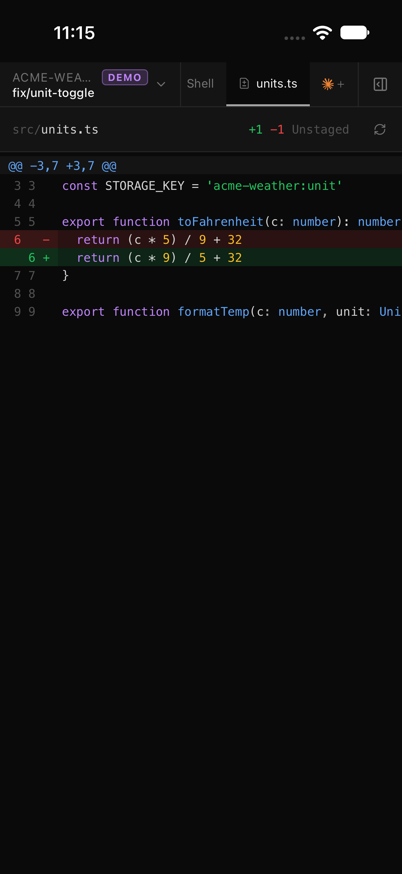 11:15
ACME-WEA... DEMO
fix/unit-toggle
Shell
units.ts
+
src/units.ts
+1 −1 Unstaged
@@ −3,7 +3,7 @@
3 3 const STORAGE_KEY = 'acme-weather:unit'
4 4
5 5 export function toFahrenheit(c: number): number
6 − return (c * 5) / 9 + 32
6 + return (c * 9) / 5 + 32
7 7 }
8 8
9 9 export function formatTemp(c: number, unit: Uni